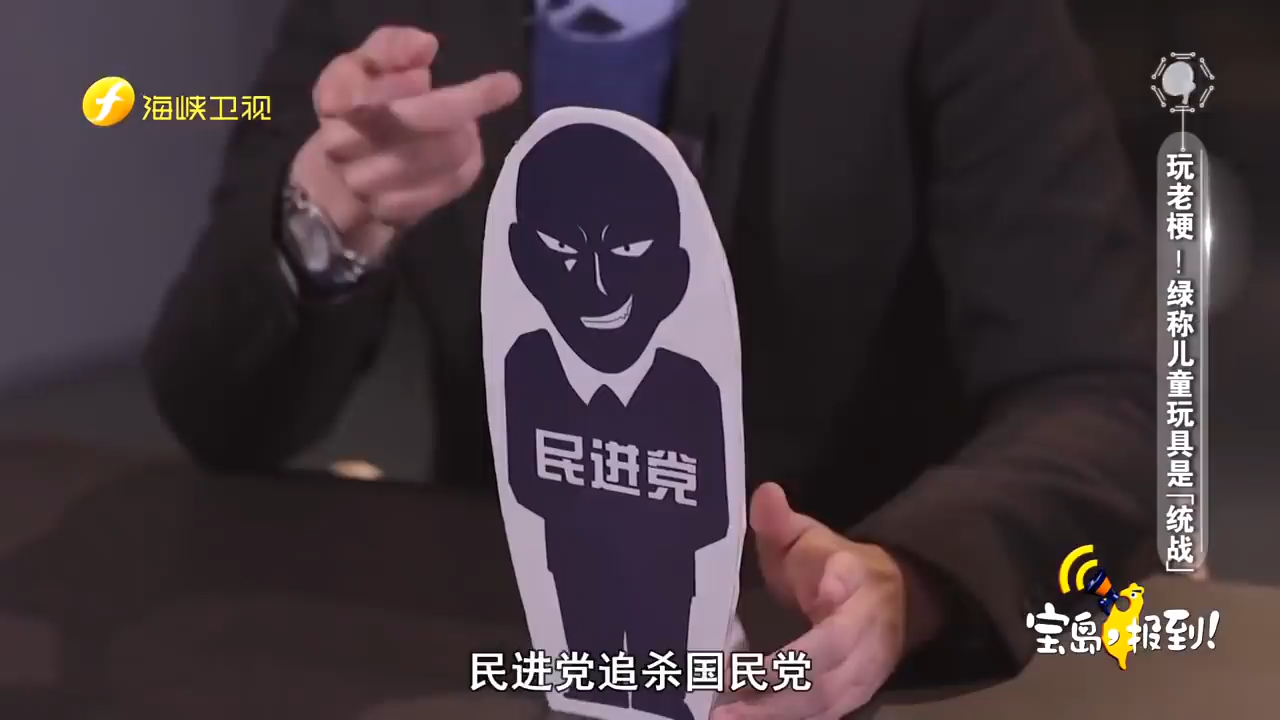 海峡卫视
玩老梗！绿称儿童玩具是「统战」
民进党
宝岛，报到！
民进党追杀国民党